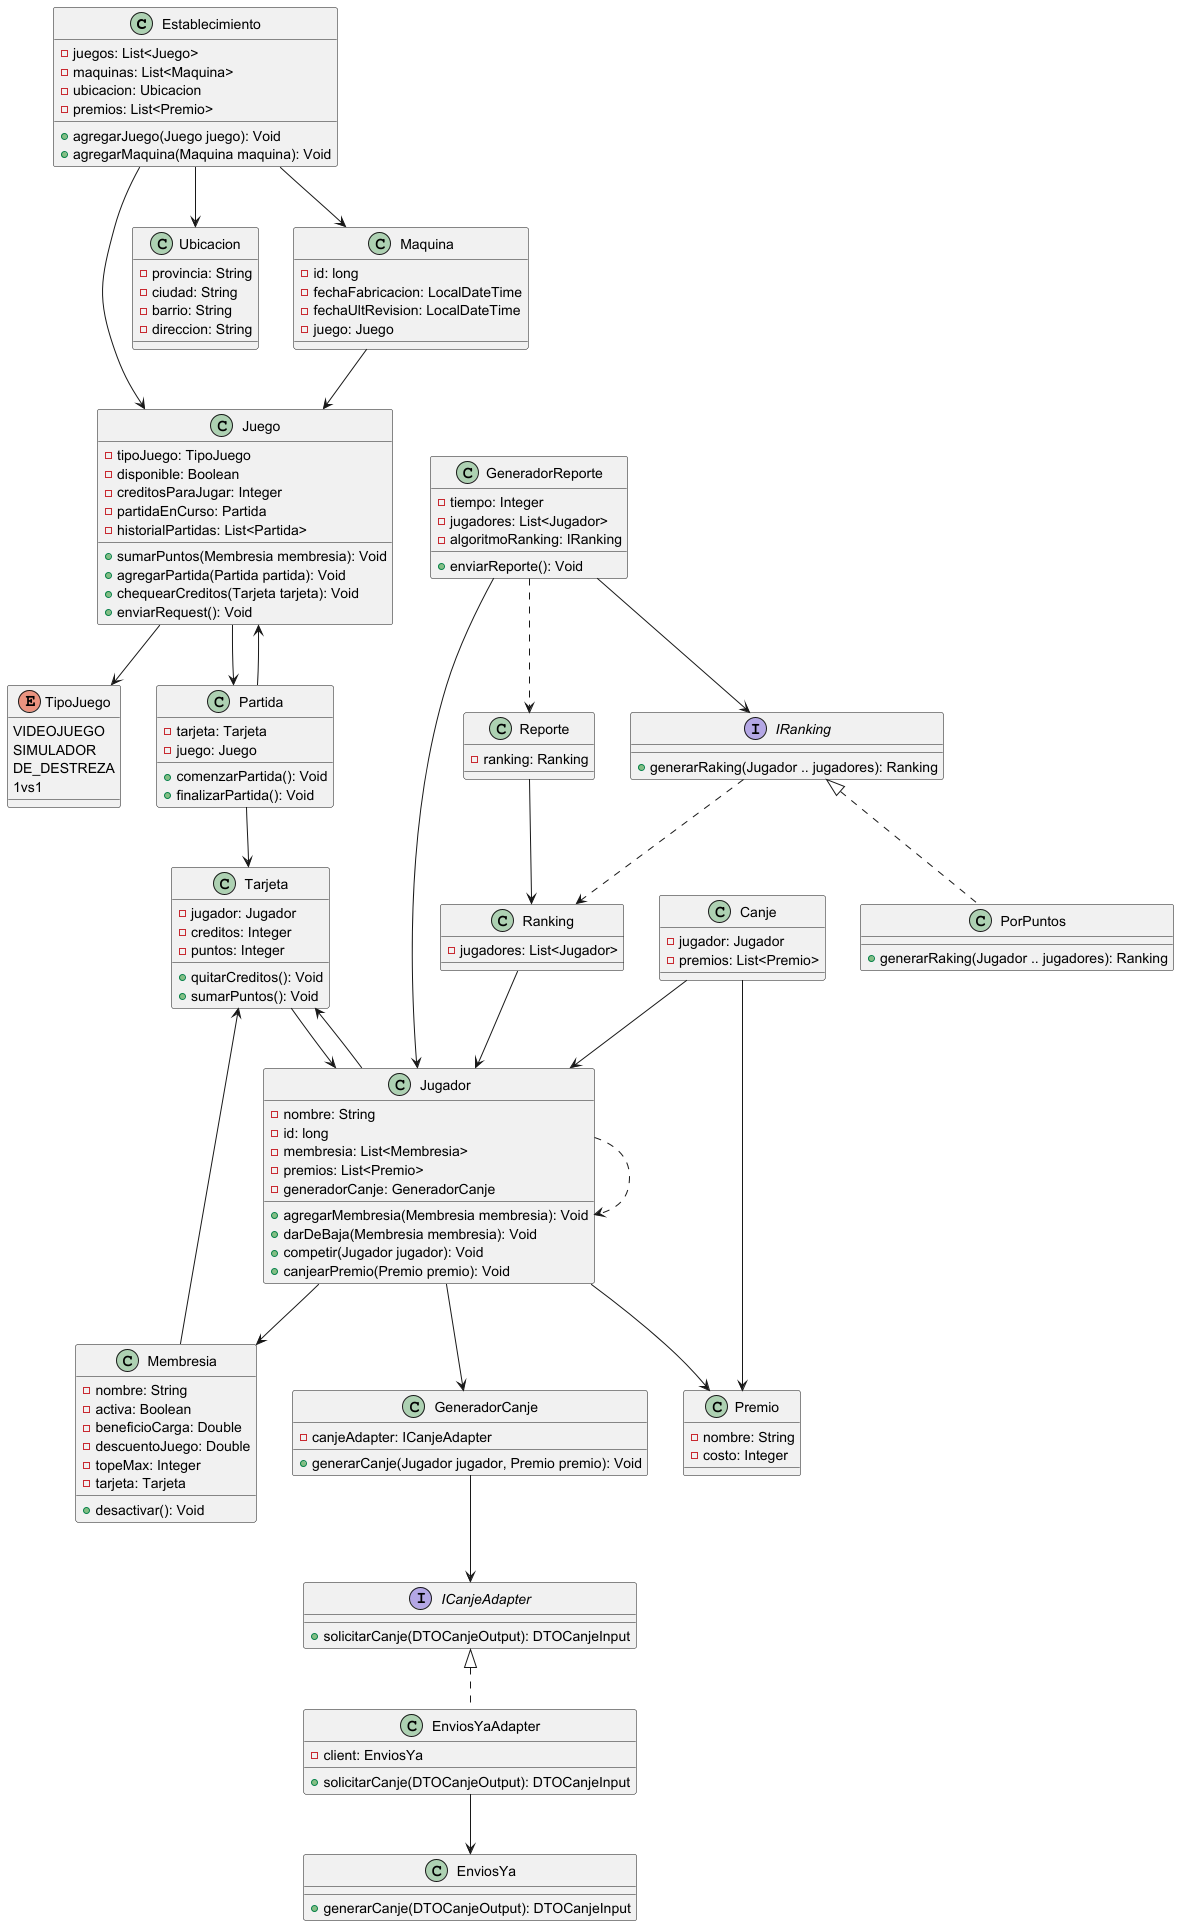 Establecimiento
juegos: List<Juego>
maquinas: List<Maquina>
ubicacion: Ubicacion
premios: List<Premio>
agregarJuego(Juego juego): Void
agregarMaquina(Maquina maquina): Void
Ubicacion
provincia: String
ciudad: String
barrio: String
direccion: String
Maquina
id: long
fechaFabricacion: LocalDateTime
fechaUltRevision: LocalDateTime
juego: Juego
Juego
tipoJuego: TipoJuego
disponible: Boolean
creditosParaJugar: Integer
partidaEnCurso: Partida
historialPartidas: List<Partida>
sumarPuntos(Membresia membresia): Void
agregarPartida(Partida partida): Void
chequearCreditos(Tarjeta tarjeta): Void
enviarRequest(): Void
GeneradorReporte
tiempo: Integer
jugadores: List<Jugador>
algoritmoRanking: IRanking
enviarReporte(): Void
TipoJuego
VIDEOJUEGO
SIMULADOR
DE_DESTREZA
1vs1
Partida
tarjeta: Tarjeta
juego: Juego
comenzarPartida(): Void
finalizarPartida(): Void
Reporte
ranking: Ranking
IRanking
generarRaking(Jugador .. jugadores): Ranking
Tarjeta
jugador: Jugador
creditos: Integer
puntos: Integer
quitarCreditos(): Void
sumarPuntos(): Void
Ranking
jugadores: List<Jugador>
Canje
jugador: Jugador
premios: List<Premio>
PorPuntos
generarRaking(Jugador .. jugadores): Ranking
Jugador
nombre: String
id: long
membresia: List<Membresia>
premios: List<Premio>
generadorCanje: GeneradorCanje
agregarMembresia(Membresia membresia): Void
darDeBaja(Membresia membresia): Void
competir(Jugador jugador): Void
canjearPremio(Premio premio): Void
Membresia
nombre: String
activa: Boolean
beneficioCarga: Double
descuentoJuego: Double
topeMax: Integer
tarjeta: Tarjeta
desactivar(): Void
GeneradorCanje
canjeAdapter: ICanjeAdapter
generarCanje(Jugador jugador, Premio premio): Void
Premio
nombre: String
costo: Integer
ICanjeAdapter
solicitarCanje(DTOCanjeOutput): DTOCanjeInput
EnviosYaAdapter
client: EnviosYa
solicitarCanje(DTOCanjeOutput): DTOCanjeInput
EnviosYa
generarCanje(DTOCanjeOutput): DTOCanjeInput